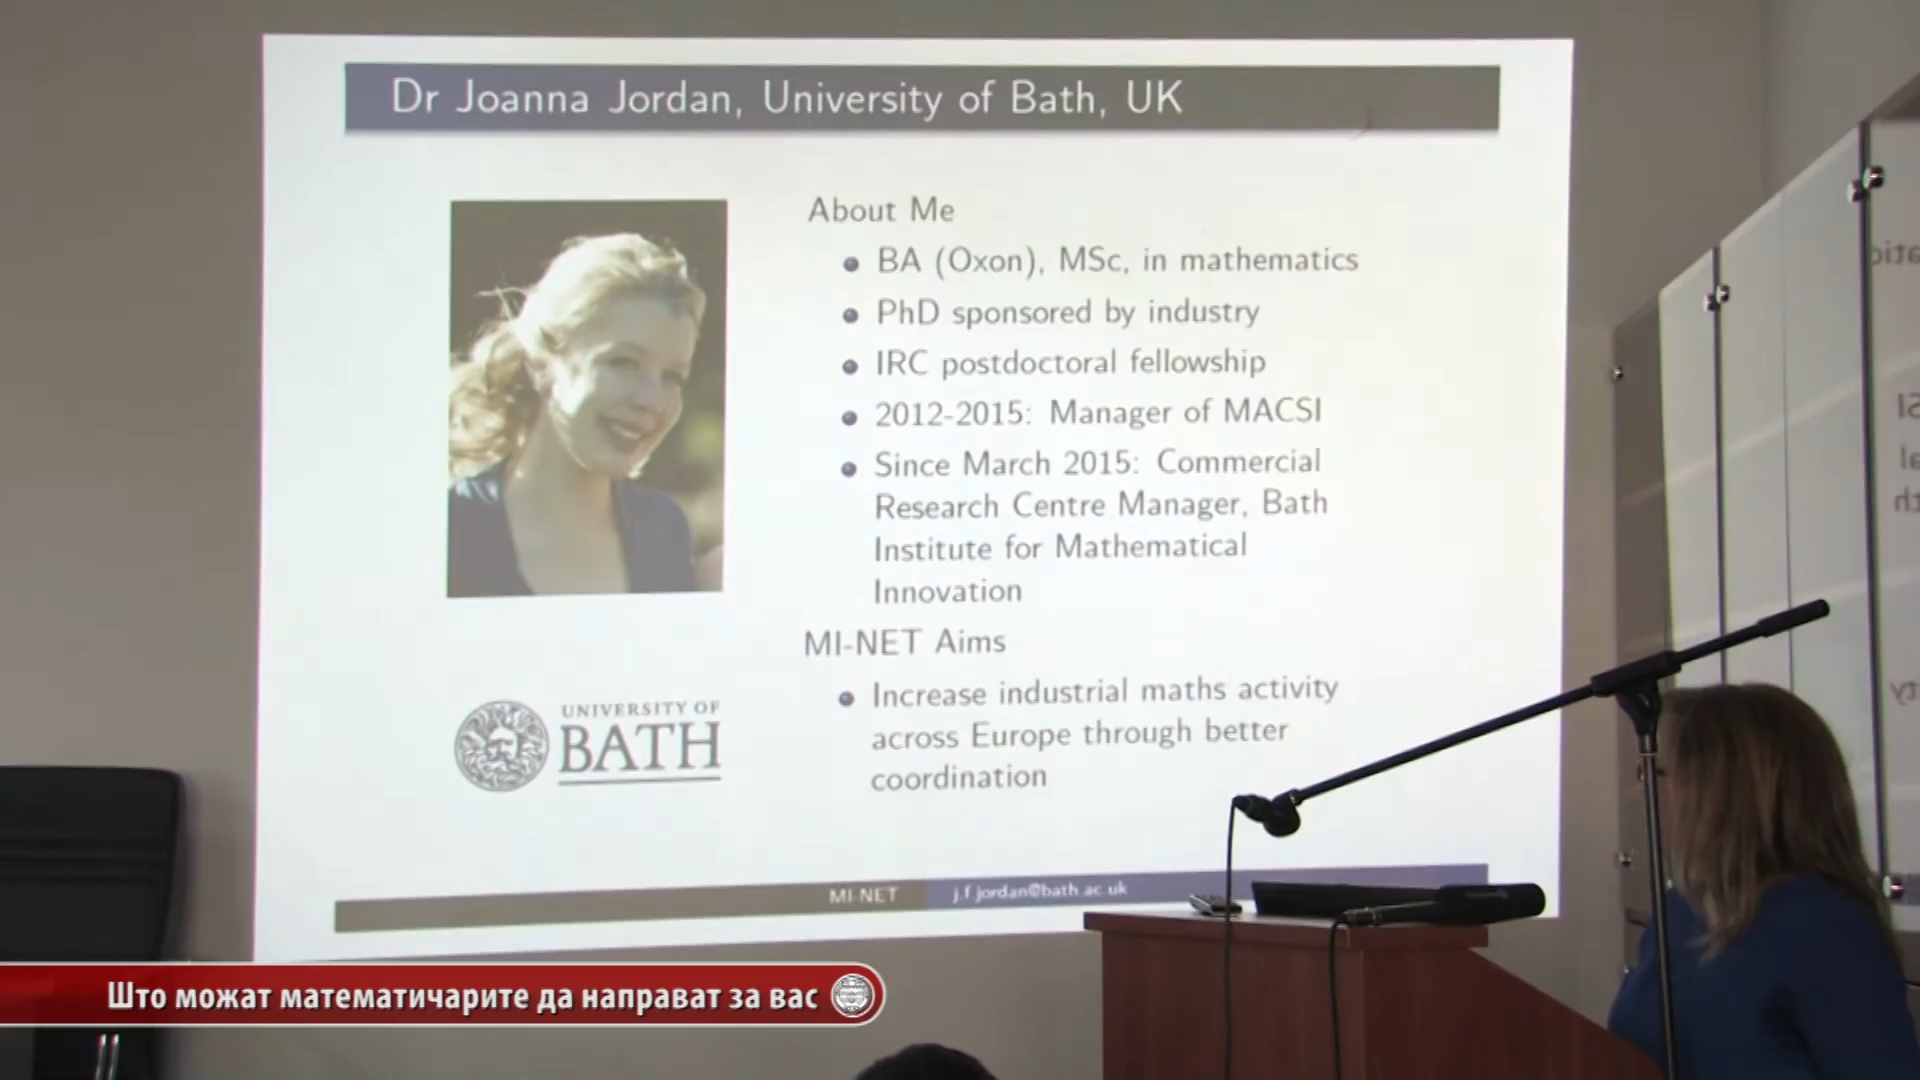 Dr Joanna Jordan, University of Bath, UK
About Me
BA (Oxon), MSc, in mathematics
PhD sponsored by industry
IRC postdoctoral fellowship
2012-2015: Manager of MACSI
Since March 2015: Commercial
Research Centre Manager, Bath
Institute for Mathematical
Innovation
MI-NET Aims
Increase industrial maths activity
across Europe through better
coordination
UNIVERSITY OF
BATH
MI-NET
j.f.jordan@bath.ac.uk
Што можат математичарите да направат за вас